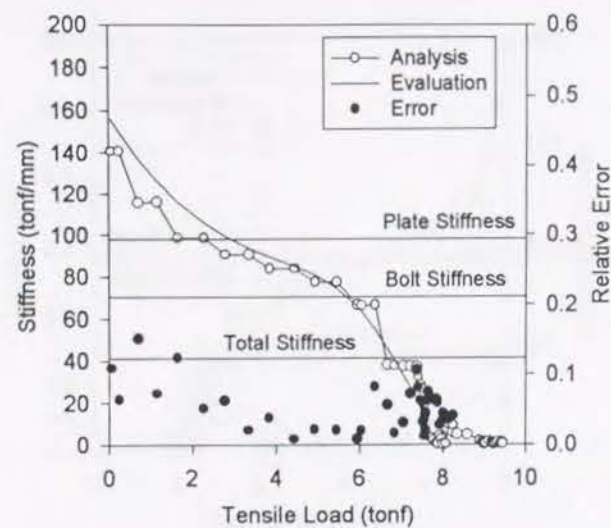 200
180
160
140
120
100
80
60
40
20
0
Stiffness (tonf/mm)
Analysis
Evaluation
Error
Plate Stiffness
Bolt Stiffness
Total Stiffness
0.6
0.5
0.4
0.3
0.2
0.1
0.0
Relative Error
0 2 4 6 8 10
Tensile Load (tonf)